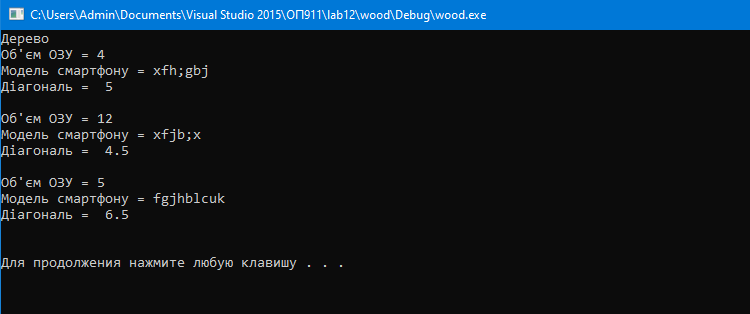 C:\Users\Admin\Documents\Visual Studio 2015\ОП911\lab12\wood\Debug\wood.exe
Дерево
Об'єм ОЗУ = 4
Модель смартфону = xfh;gbj
Діагональ =  5
Об'єм ОЗУ = 12
Модель смартфону = xfjb;x
Діагональ =  4.5
Об'єм ОЗУ = 5
Модель смартфону = fgjhblcuk
Діагональ =  6.5
Для продолжения нажмите любую клавишу . . .